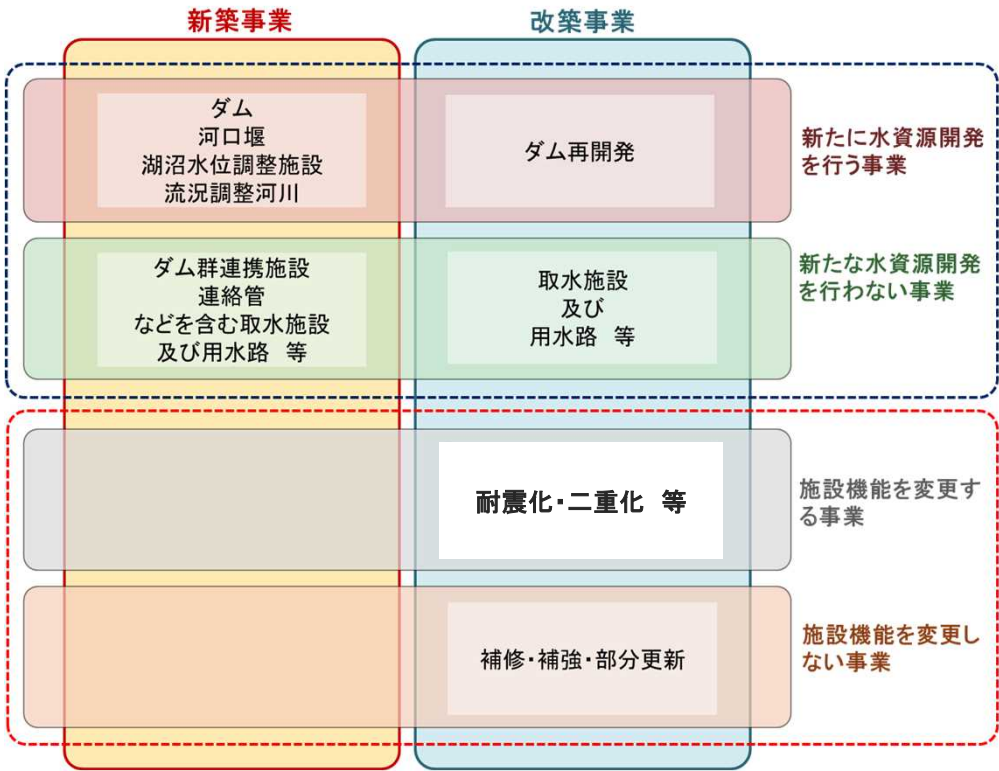 新築事業
改築事業
ダム
河口堰
湖沼水位調整施設
流況調整河川
ダム再開発
新たに水資源開発
を行う事業
ダム群連携施設
連絡管
などを含む取水施設
及び用水路 等
取水施設
及び
用水路 等
新たな水資源開発
を行わない事業
耐震化・二重化 等
施設機能を変更す
る事業
補修・補強・部分更新
施設機能を変更し
ない事業